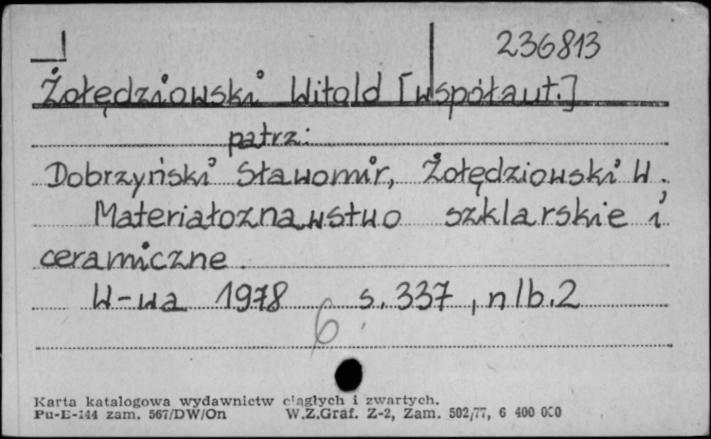 236813
Żołędziowski Witold [współaut.]
patrz:
Dobrzyński Sławomir, Żołędziowski W.
Materiałoznawstwo szklarskie i
ceramiczne.
W-wa 1978 s. 337, nlb. 2
6
Karta katalogowa wydawnictw ciągłych i zwartych.
Pu-E-144 zam. 567/DW/On W.Z.Graf. Z-2, Zam. 502/77, 6 400 000